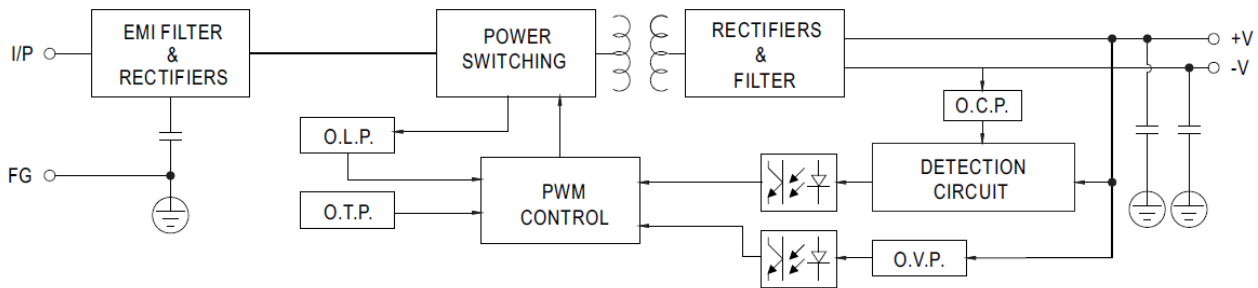 I/P
EMI FILTER
&
RECTIFIERS
POWER
SWITCHING
RECTIFIERS
&
FILTER
+V
-V
O.C.P.
O.L.P.
FG
DETECTION
CIRCUIT
PWM
CONTROL
O.T.P.
O.V.P.